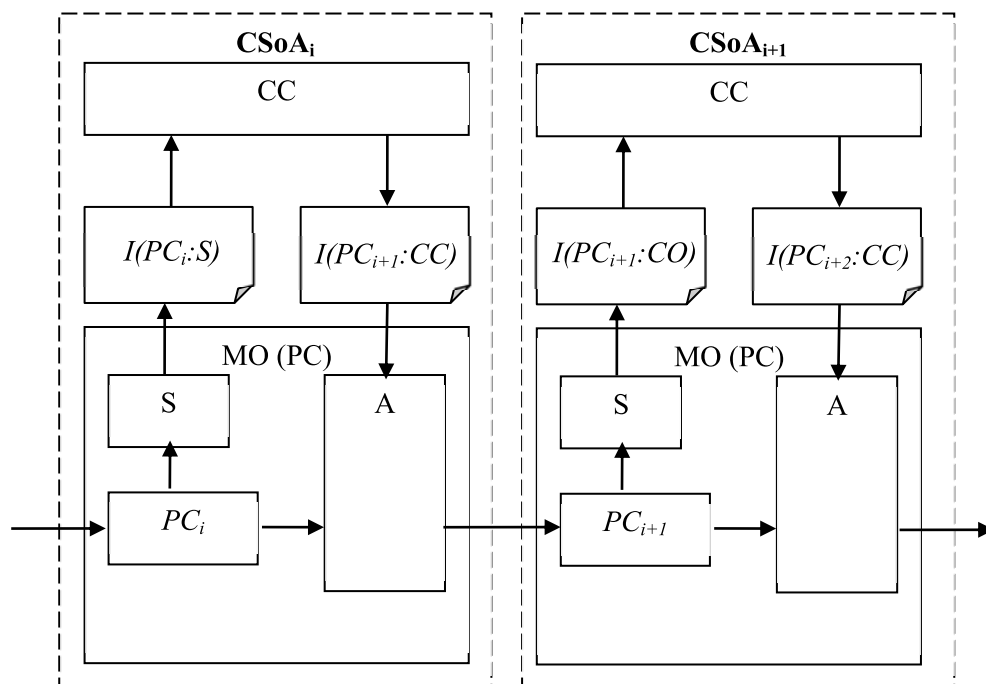 CSoAᵢ
CC
I(PCᵢ:S)
I(PCᵢ₊₁:CC)
MO (PC)
S
A
PCᵢ
CSoAᵢ₊₁
CC
I(PCᵢ₊₁:CO)
I(PCᵢ₊₂:CC)
MO (PC)
S
A
PCᵢ₊₁